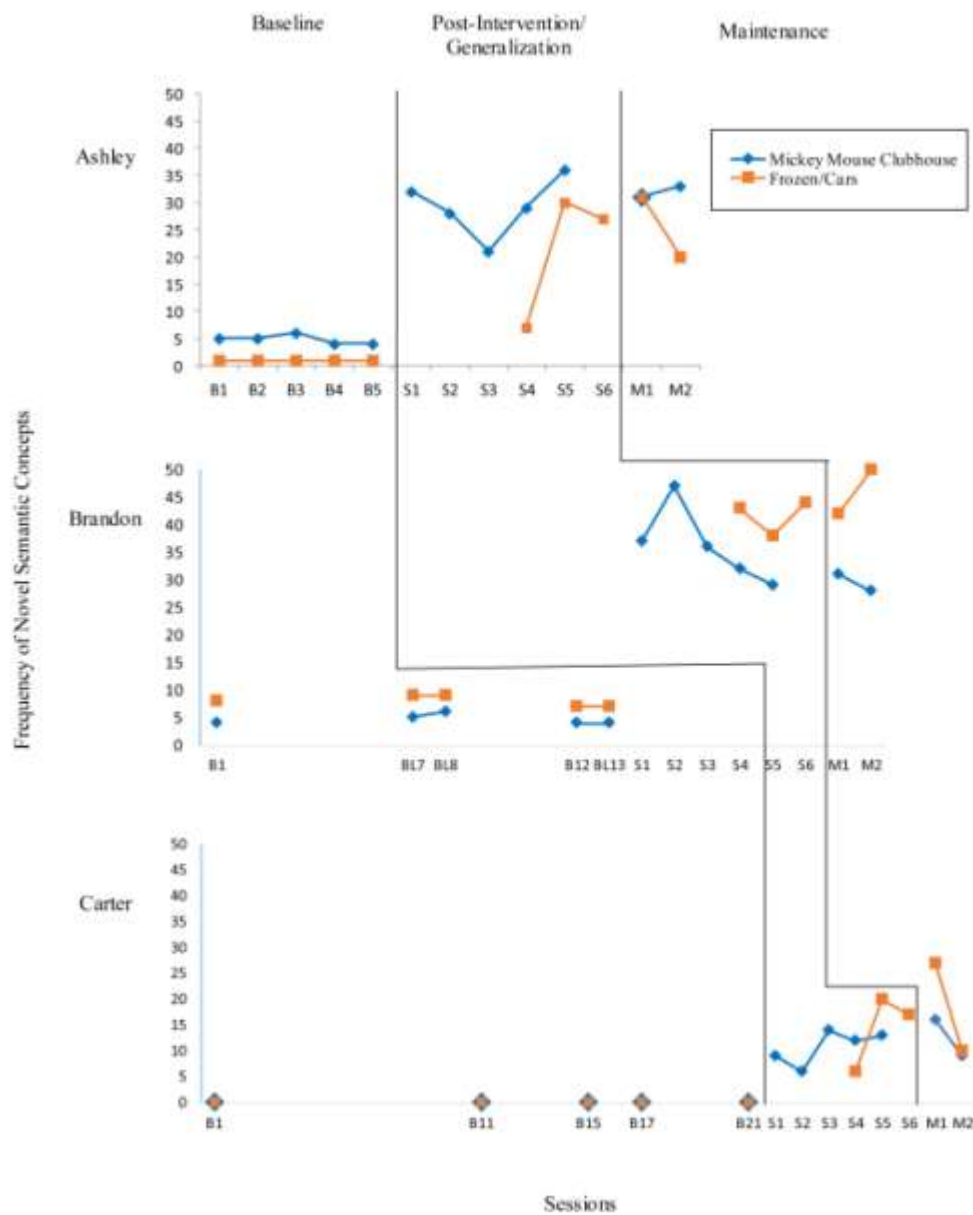 Baseline
Post-Intervention/
Generalization
Maintenance
Ashley
50
45
40
35
30
25
20
15
10
5
0
Mickey Mouse Clubhouse
Frozen/Cars
B1 B2 B3 B4 B5 S1 S2 S3 S4 S5 S6 M1 M2
Frequency of Novel Semantic Concepts
Brandon
50
45
40
35
30
25
20
15
10
5
0
B1 BL7 BL8 B12 BL13 S1 S2 S3 S4 S5 S6 M1 M2
Carter
50
45
40
35
30
25
20
15
10
5
0
B1 B11 B15 B17 B21 S1 S2 S3 S4 S5 S6 M1 M2
Sessions